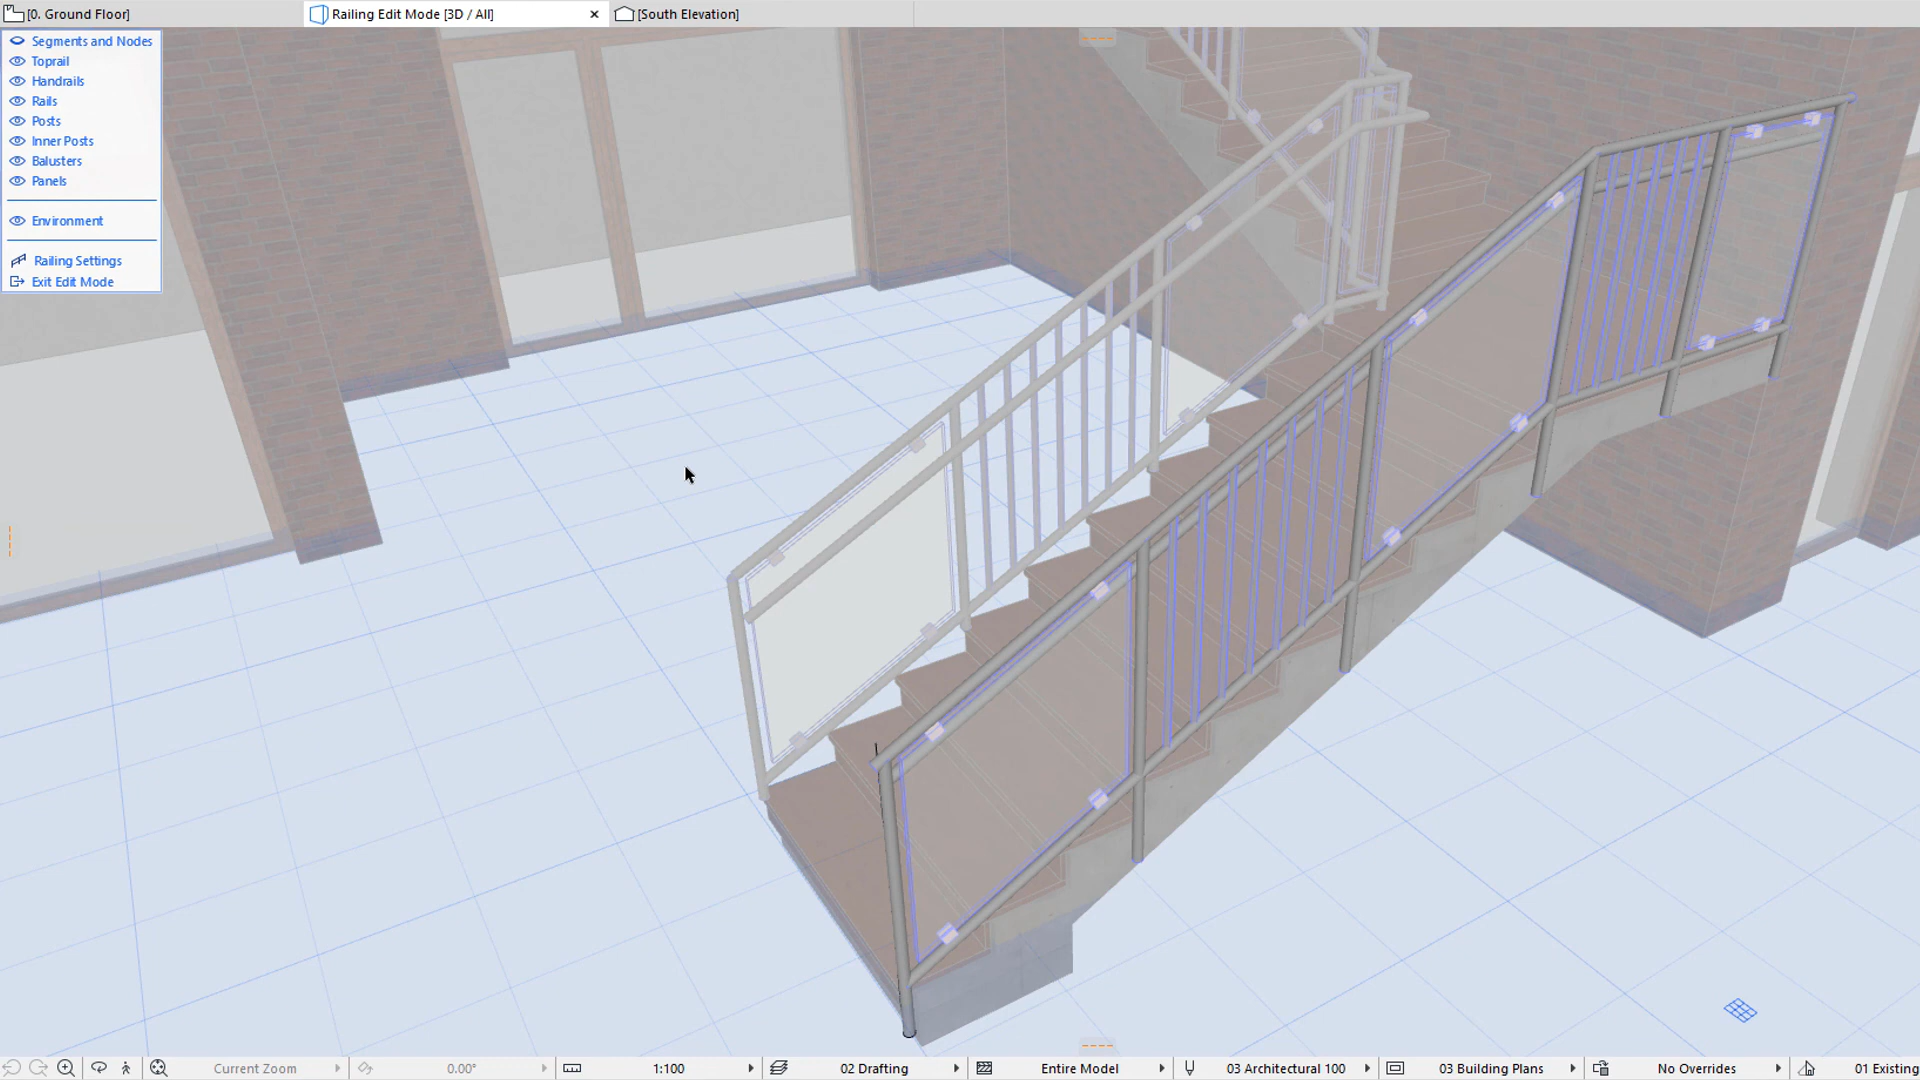 [0. Ground Floor]
Railing Edit Mode [3D / All]
[South Elevation]
Segments and Nodes
Toprail
Handrails
Rails
Posts
Inner Posts
Balusters
Panels
Environment
Railing Settings
Exit Edit Mode
Current Zoom
0.00°
1:100
02 Drafting
Entire Model
03 Architectural 100
03 Building Plans
No Overrides
01 Existing